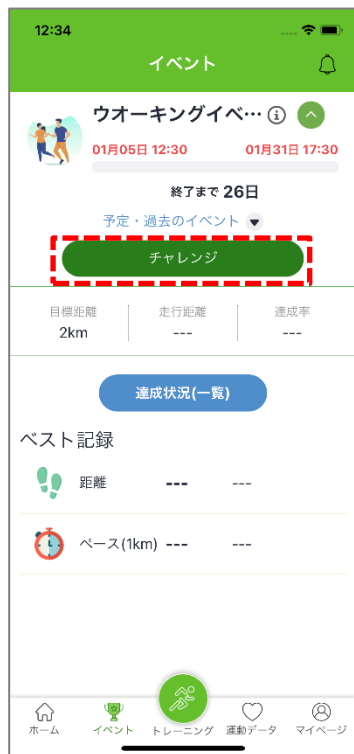 12:34
イベント
ウオーキングイベ…
01月05日 12:30 01月31日 17:30
終了まで 26日
予定・過去のイベント
チャレンジ
目標距離 走行距離 達成率
2km --- ---
達成状況(一覧)
ベスト記録
距離 --- ---
ペース(1km) --- ---
ホーム イベント トレーニング 運動データ マイページ